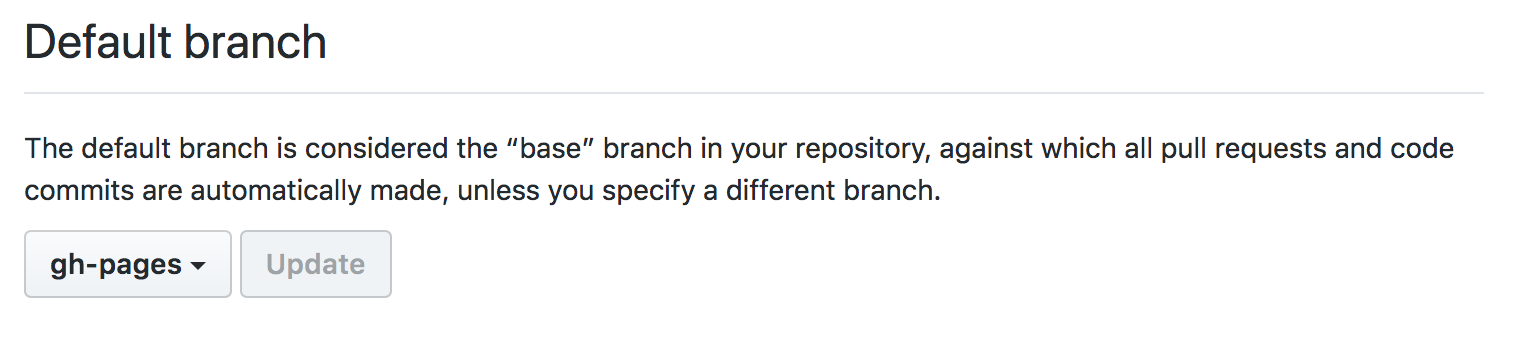 Default branch
The default branch is considered the “base” branch in your repository, against which all pull requests and code
commits are automatically made, unless you specify a different branch.
gh-pages Update